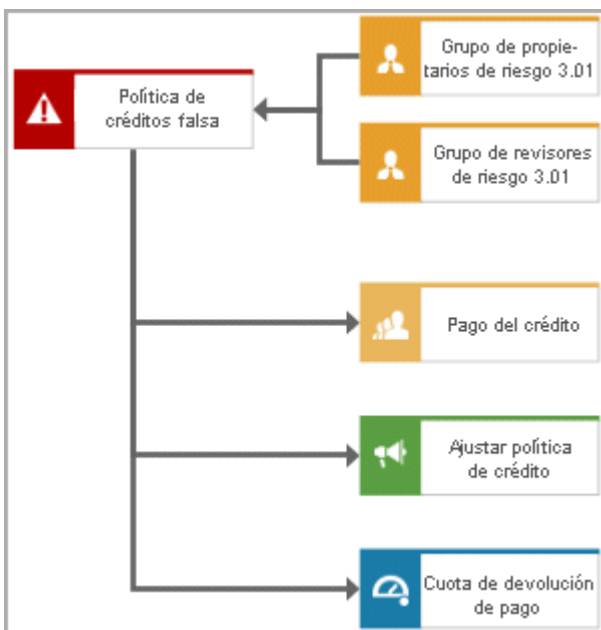 Grupo de propie-
tarios de riesgo 3.01
Política de
créditos falsa
Grupo de revisores
de riesgo 3.01
Pago del crédito
Ajustar política
de crédito
Cuota de devolución
de pago